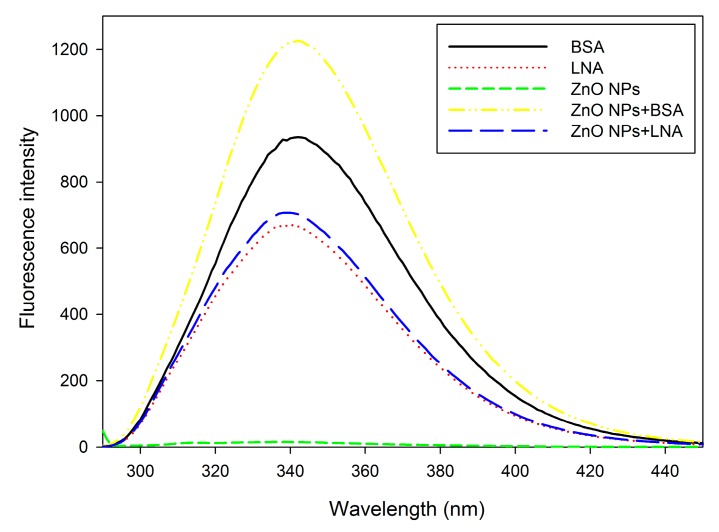 Fluorescence intensity
1200
1000
800
600
400
200
0
BSA
LNA
ZnO NPs
ZnO NPs+BSA
ZnO NPs+LNA
300 320 340 360 380 400 420 440
Wavelength (nm)